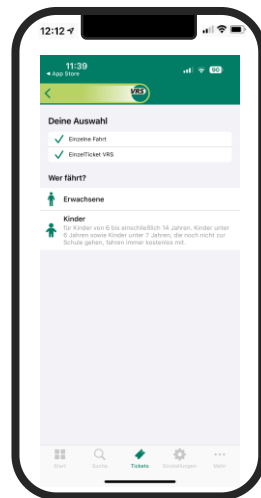 12:12
11:39
◀ App Store
90
VRS
Deine Auswahl
Einzelne Fahrt
EinzelTicket VRS
Wer fährt?
Erwachsene
Kinder
für Kinder von 6 bis einschließlich 14 Jahren. Kinder unter
6 Jahren sowie Kinder unter 7 Jahren, die noch nicht zur
Schule gehen, fahren immer kostenlos mit.
Start Suche Tickets Einstellungen Mehr